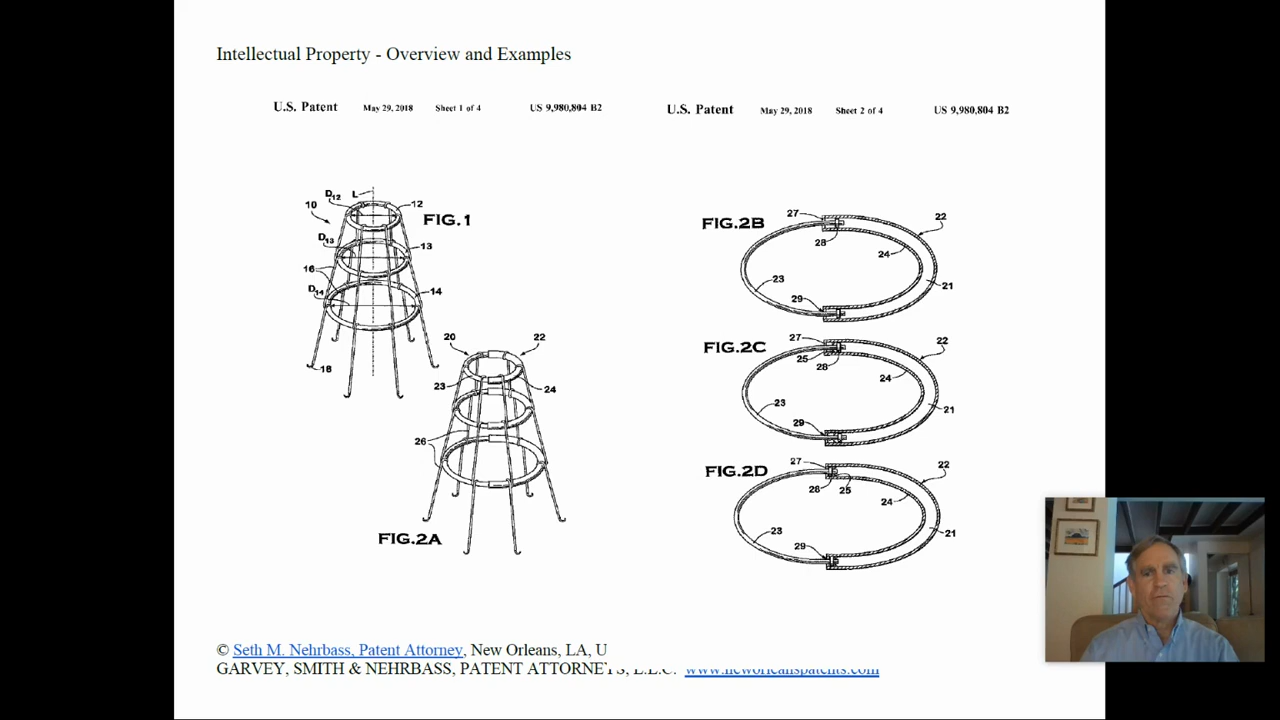 Intellectual Property - Overview and Examples
U.S. Patent May 29, 2018 Sheet 1 of 4 US 9,980,804 B2
D12 L 12
10
FIG.1
D13 13
16
D14 14
18
20 22
23 24
26
FIG.2A
U.S. Patent May 29, 2018 Sheet 2 of 4 US 9,980,804 B2
FIG.2B 27 22
28 24
23 21
29
FIG.2C 27 22
25
28 24
23 21
29
FIG.2D 27 22
28 25 24
23 21
29
© Seth M. Nehrbass, Patent Attorney, New Orleans, LA, U
GARVEY, SMITH & NEHRBASS, PATENT ATTORNEYS, L.L.C. www.neworleanspatents.com